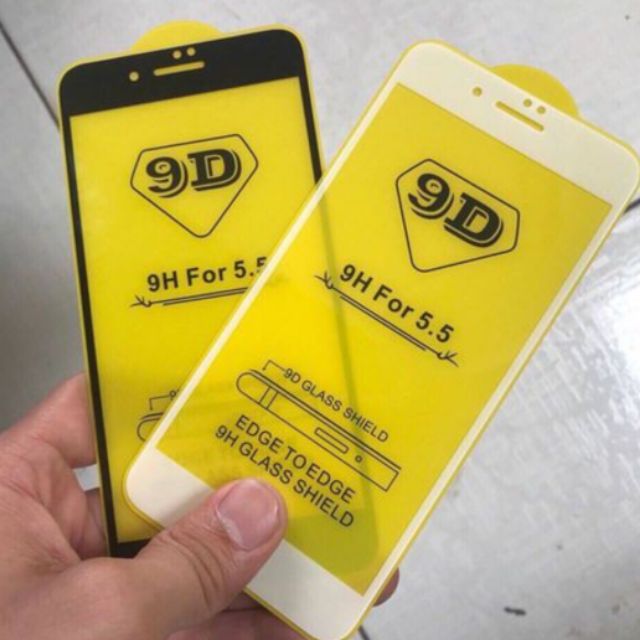 9D
9H For 5.5
9D
9H For 5.5
9D GLASS SHIELD
EDGE TO EDGE
9H GLASS SHIELD